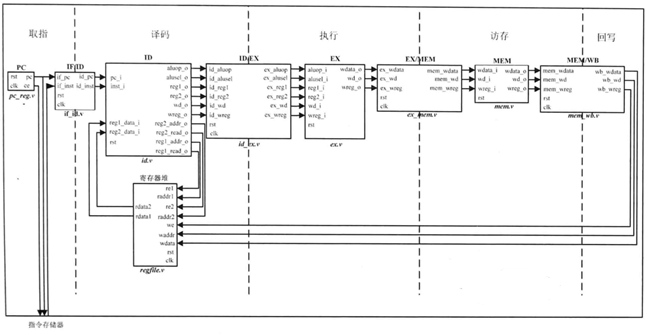 取指 译码 执行 访存 回写
PC
rst pc
clk ce
pc_reg.v
IF/ID
if_pc id_pc
if_inst id_inst
rst
clk
if_id.v
ID
aluop_o
pc_i alusel_o
inst_i reg1_o
reg2_o
wd_o
wreg_o
reg1_data_i reg2_addr_o
reg2_data_i reg2_read_o
rst reg1_addr_o
reg1_read_o
id.v
ID/EX
id_aluop ex_aluop
id_alusel ex_alusel
id_reg1 ex_reg1
id_reg2 ex_reg2
id_wd ex_wd
id_wreg ex_wreg
rst
clk
id_ex.v
EX
aluop_i wdata_o
alusel_i wd_o
reg1_i wreg_o
reg2_i
wd_i
wreg_i
rst
ex.v
EX/MEM
ex_wdata mem_wdata
ex_wd mem_wd
ex_wreg mem_wreg
rst
clk
ex_mem.v
MEM
wdata_i wdata_o
wd_i wd_o
wreg_i wreg_o
rst
mem.v
MEM/WB
mem_wdata wb_wdata
mem_wd wb_wd
mem_wreg wb_wreg
rst
clk
mem_wb.v
寄存器堆
re1
raddr1
rdata2 re2
rdata1 raddr2
we
waddr
wdata
rst
clk
regfile.v
指令存储器